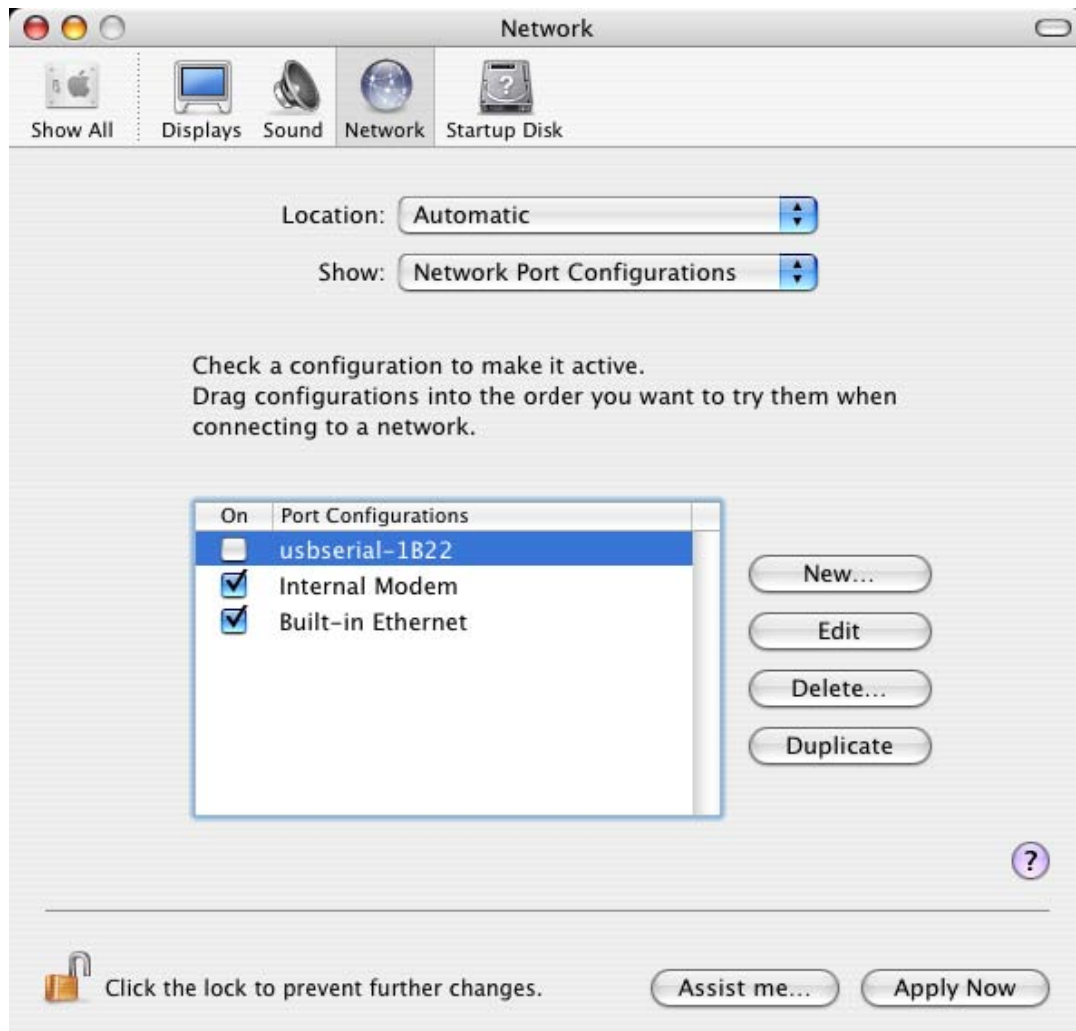 Network
Show All
Displays
Sound
Network
Startup Disk
Location: Automatic
Show: Network Port Configurations
Check a configuration to make it active.
Drag configurations into the order you want to try them when
connecting to a network.
On Port Configurations
usbserial-1B22
Internal Modem
Built-in Ethernet
New...
Edit
Delete...
Duplicate
?
Click the lock to prevent further changes.
Assist me...
Apply Now